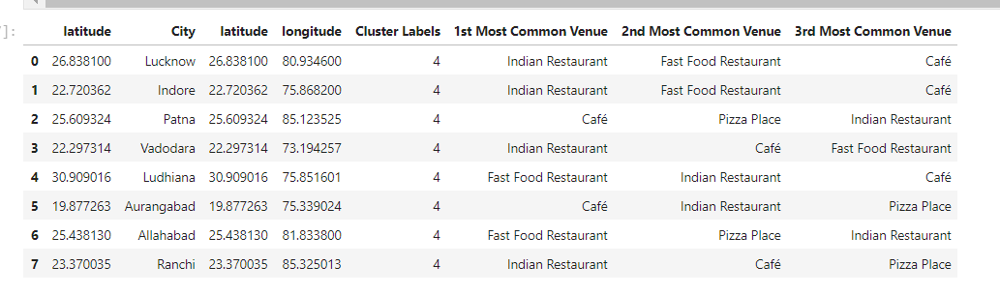 ]:
latitude City latitude longitude Cluster Labels 1st Most Common Venue 2nd Most Common Venue 3rd Most Common Venue
0 26.838100 Lucknow 26.838100 80.934600 4 Indian Restaurant Fast Food Restaurant Café
1 22.720362 Indore 22.720362 75.868200 4 Indian Restaurant Fast Food Restaurant Café
2 25.609324 Patna 25.609324 85.123525 4 Café Pizza Place Indian Restaurant
3 22.297314 Vadodara 22.297314 73.194257 4 Indian Restaurant Café Fast Food Restaurant
4 30.909016 Ludhiana 30.909016 75.851601 4 Fast Food Restaurant Indian Restaurant Café
5 19.877263 Aurangabad 19.877263 75.339024 4 Café Indian Restaurant Pizza Place
6 25.438130 Allahabad 25.438130 81.833800 4 Fast Food Restaurant Pizza Place Indian Restaurant
7 23.370035 Ranchi 23.370035 85.325013 4 Indian Restaurant Café Pizza Place